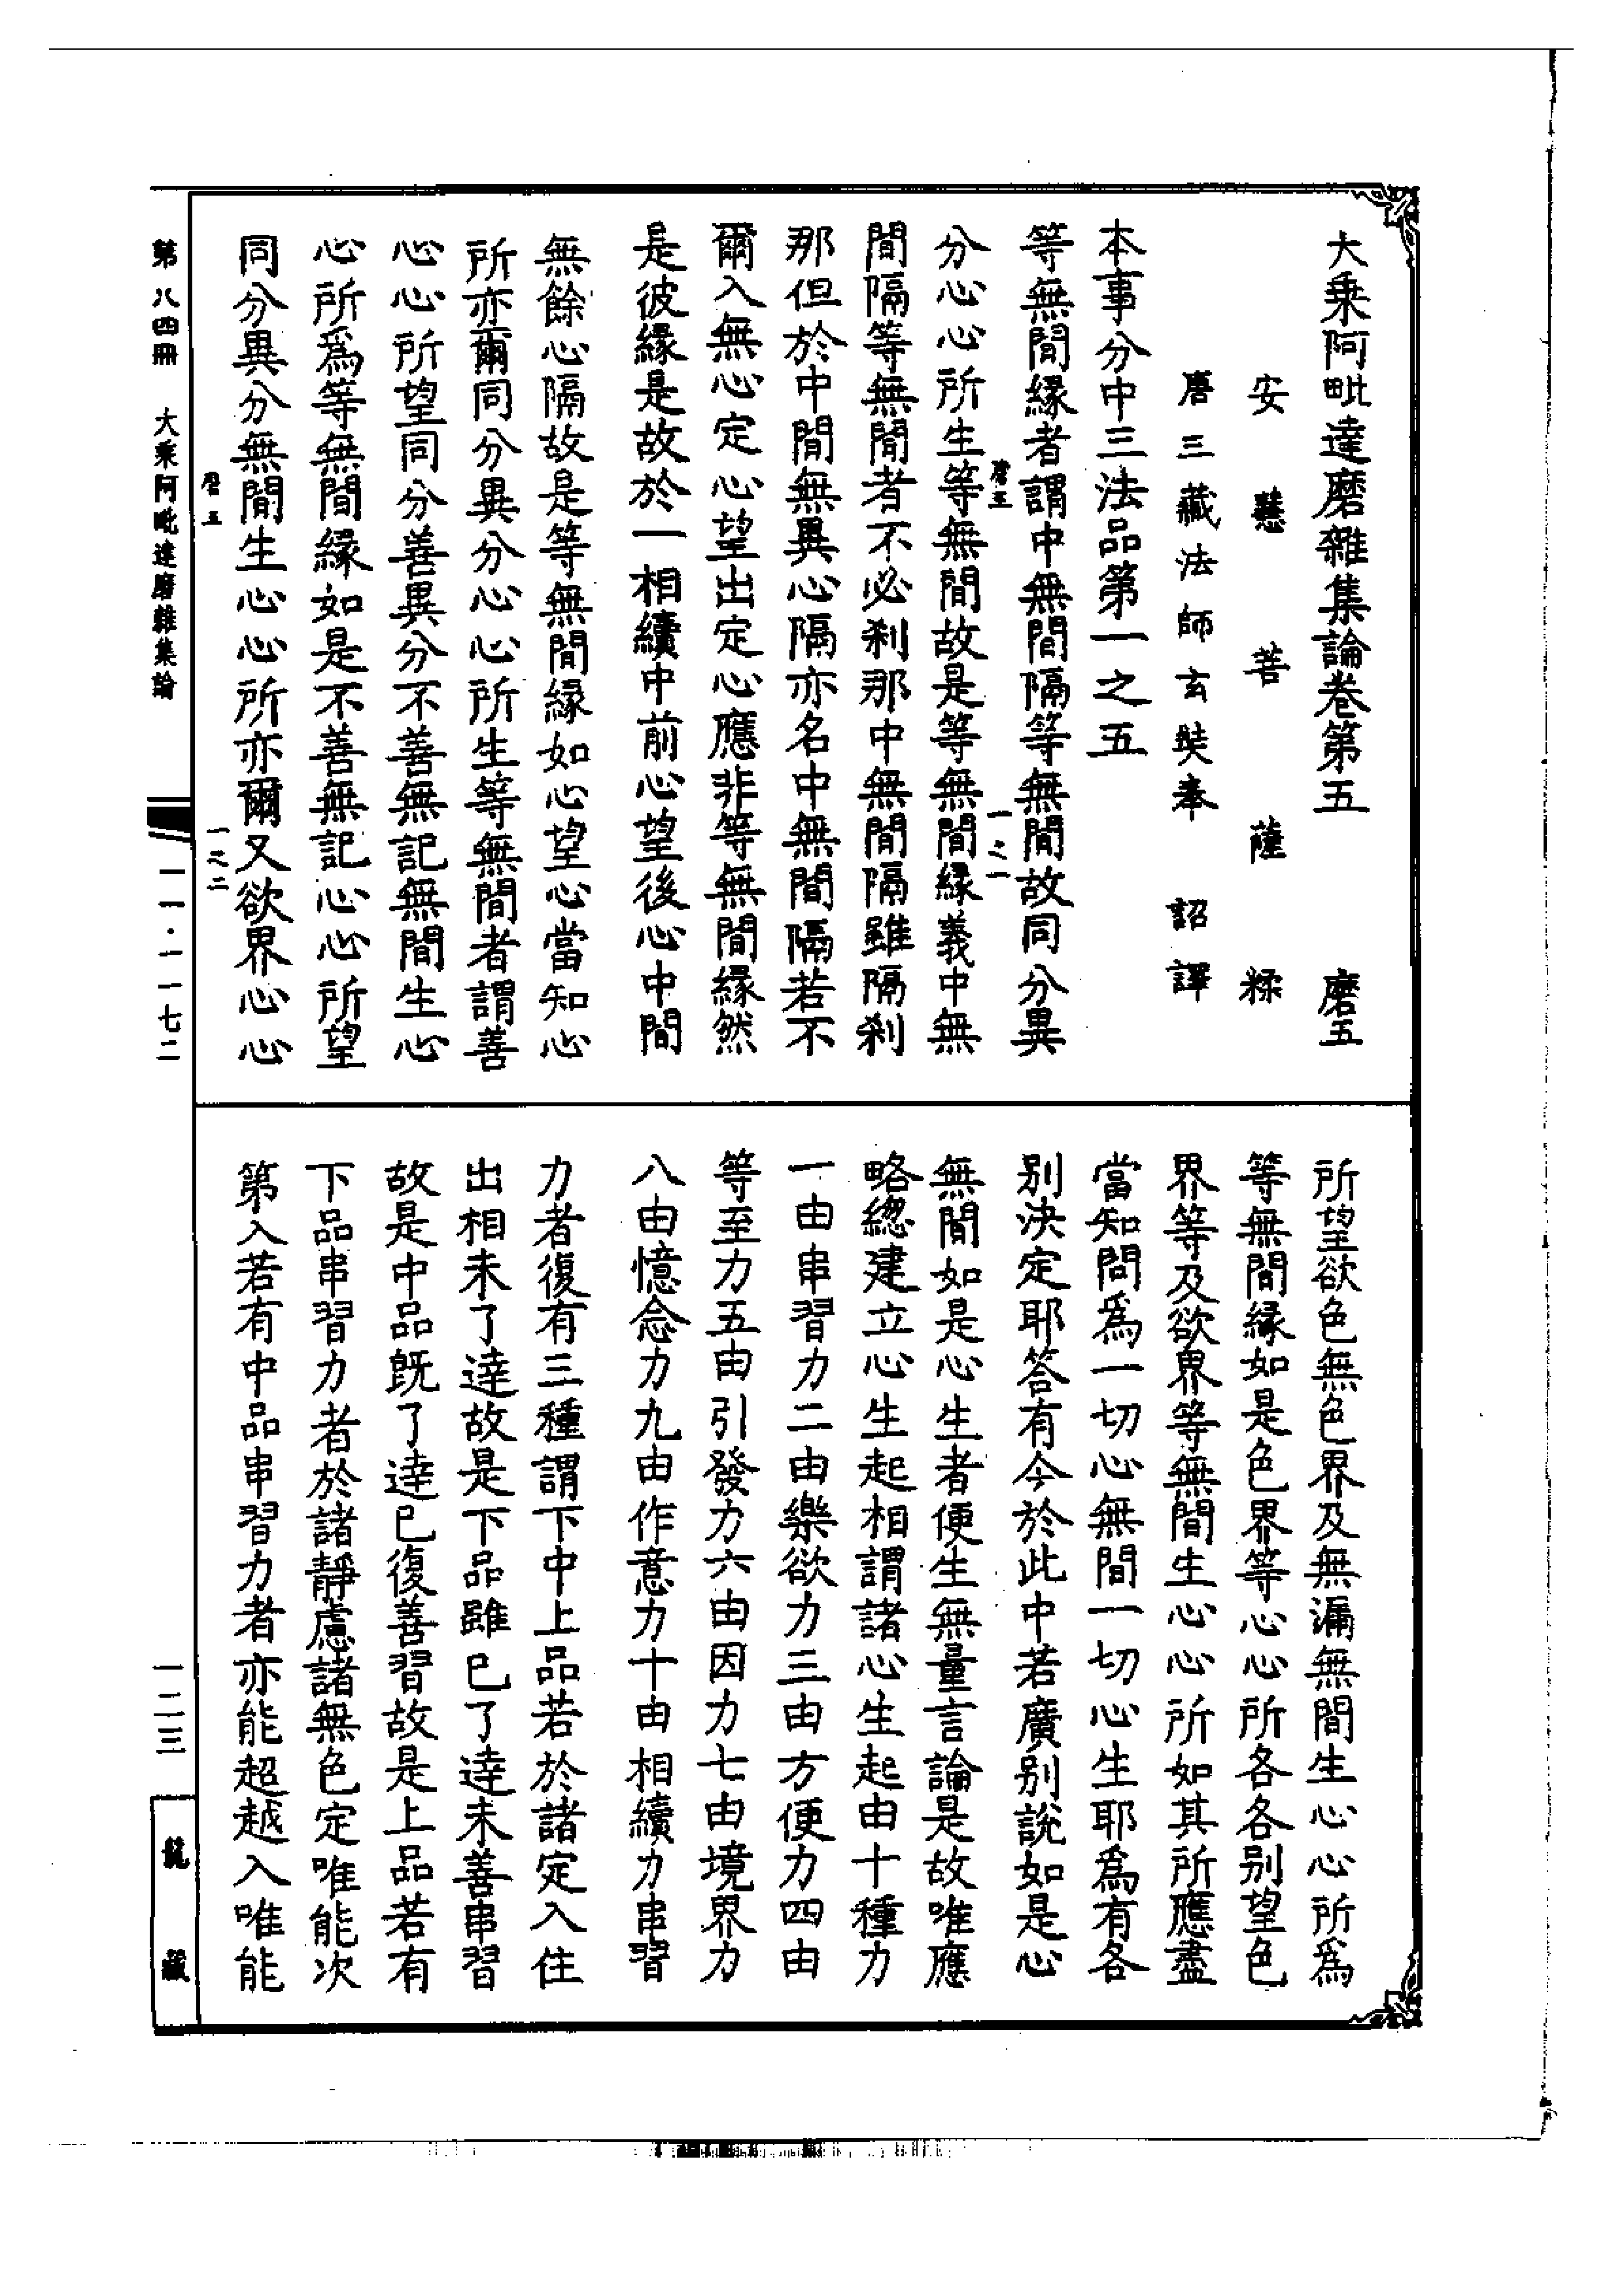 大乘阿毗達磨雜集論卷第五　磨五
安慧菩薩糅
唐三藏法師玄奘奉　詔譯
本事分中三法品第一之五
等無間緣者謂中無間隔等無間故同分異
分心心所生等無間故是等無間緣義中無
間隔等無間者不必刹那中無間隔雖隔刹
那但於中間無異心隔亦名中無間隔若不
爾入無心定心望出定心應非等無間緣然
是彼緣是故於一相續中前心望後心中間
無餘心隔故是等無間緣如心望心當知心
所亦爾同分異分心心所生等無間者謂善
心心所望同分善異分不善無記無間生心
心所爲等無間緣如是不善無記心心所望
同分異分無間生心心所亦爾又欲界心心
所望欲色無色界及無漏無間生心心所爲
等無間緣如是色界等心心所各各别望色
界等及欲界等無間生心心所如其所應盡
當知問爲一切心無間一切心生耶爲有各
别決定耶答有今於此中若廣别說如是心
無間如是心生者便生無量言論是故唯應
略總建立心生起相謂諸心生起由十種力
一由串習力二由樂欲力三由方便力四由
等至力五由引發力六由因力七由境界力
八由憶念力九由作意力十由相續力串習
力者復有三種謂下中上品若於諸定入住
出相未了達故是下品雖已了達未善串習
故是中品旣了達已復善習故是上品若有
下品串習力者於諸靜慮諸無色定唯能次
第入若有中品串習力者亦能超越入唯能
磨五
一之一
磨五
一之二
第八四冊　大乘阿毗達磨雜集論
一一・一一七二
一二三
龍藏